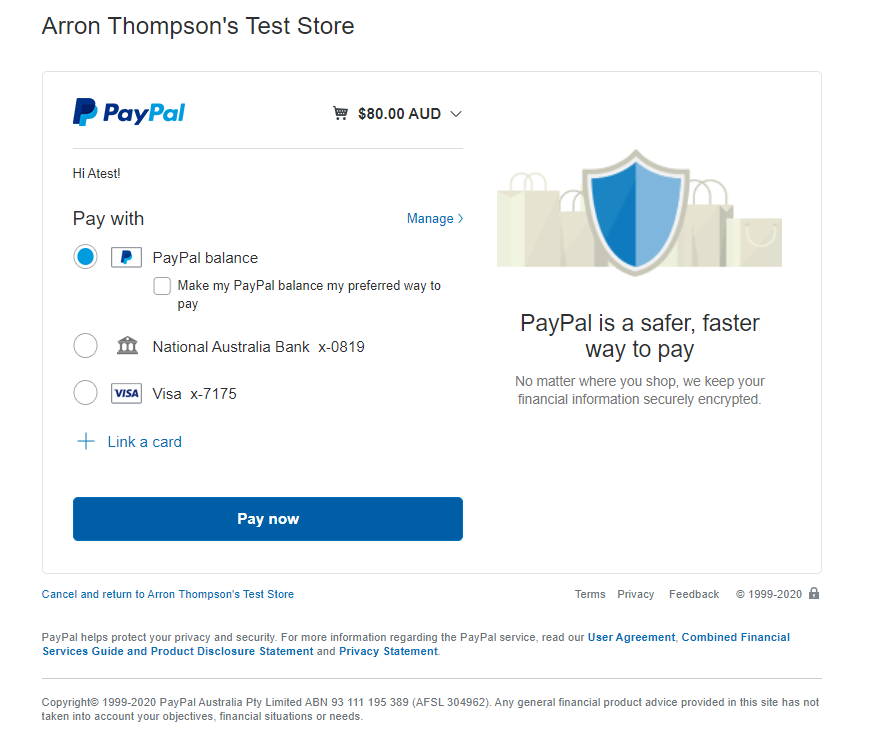 Arron Thompson's Test Store
PayPal
$80.00 AUD
Hi Atest!
Pay with
Manage
PayPal balance
Make my PayPal balance my preferred way to
pay
National Australia Bank x-0819
VISA Visa x-7175
Link a card
Pay now
PayPal is a safer, faster
way to pay
No matter where you shop, we keep your
financial information securely encrypted.
Cancel and return to Arron Thompson's Test Store
Terms Privacy Feedback © 1999-2020
PayPal helps protect your privacy and security. For more information regarding the PayPal service, read our User Agreement, Combined Financial
Services Guide and Product Disclosure Statement and Privacy Statement.
Copyright© 1999-2020 PayPal Australia Pty Limited ABN 93 111 195 389 (AFSL 304962). Any general financial product advice provided in this site has not
taken into account your objectives, financial situations or needs.